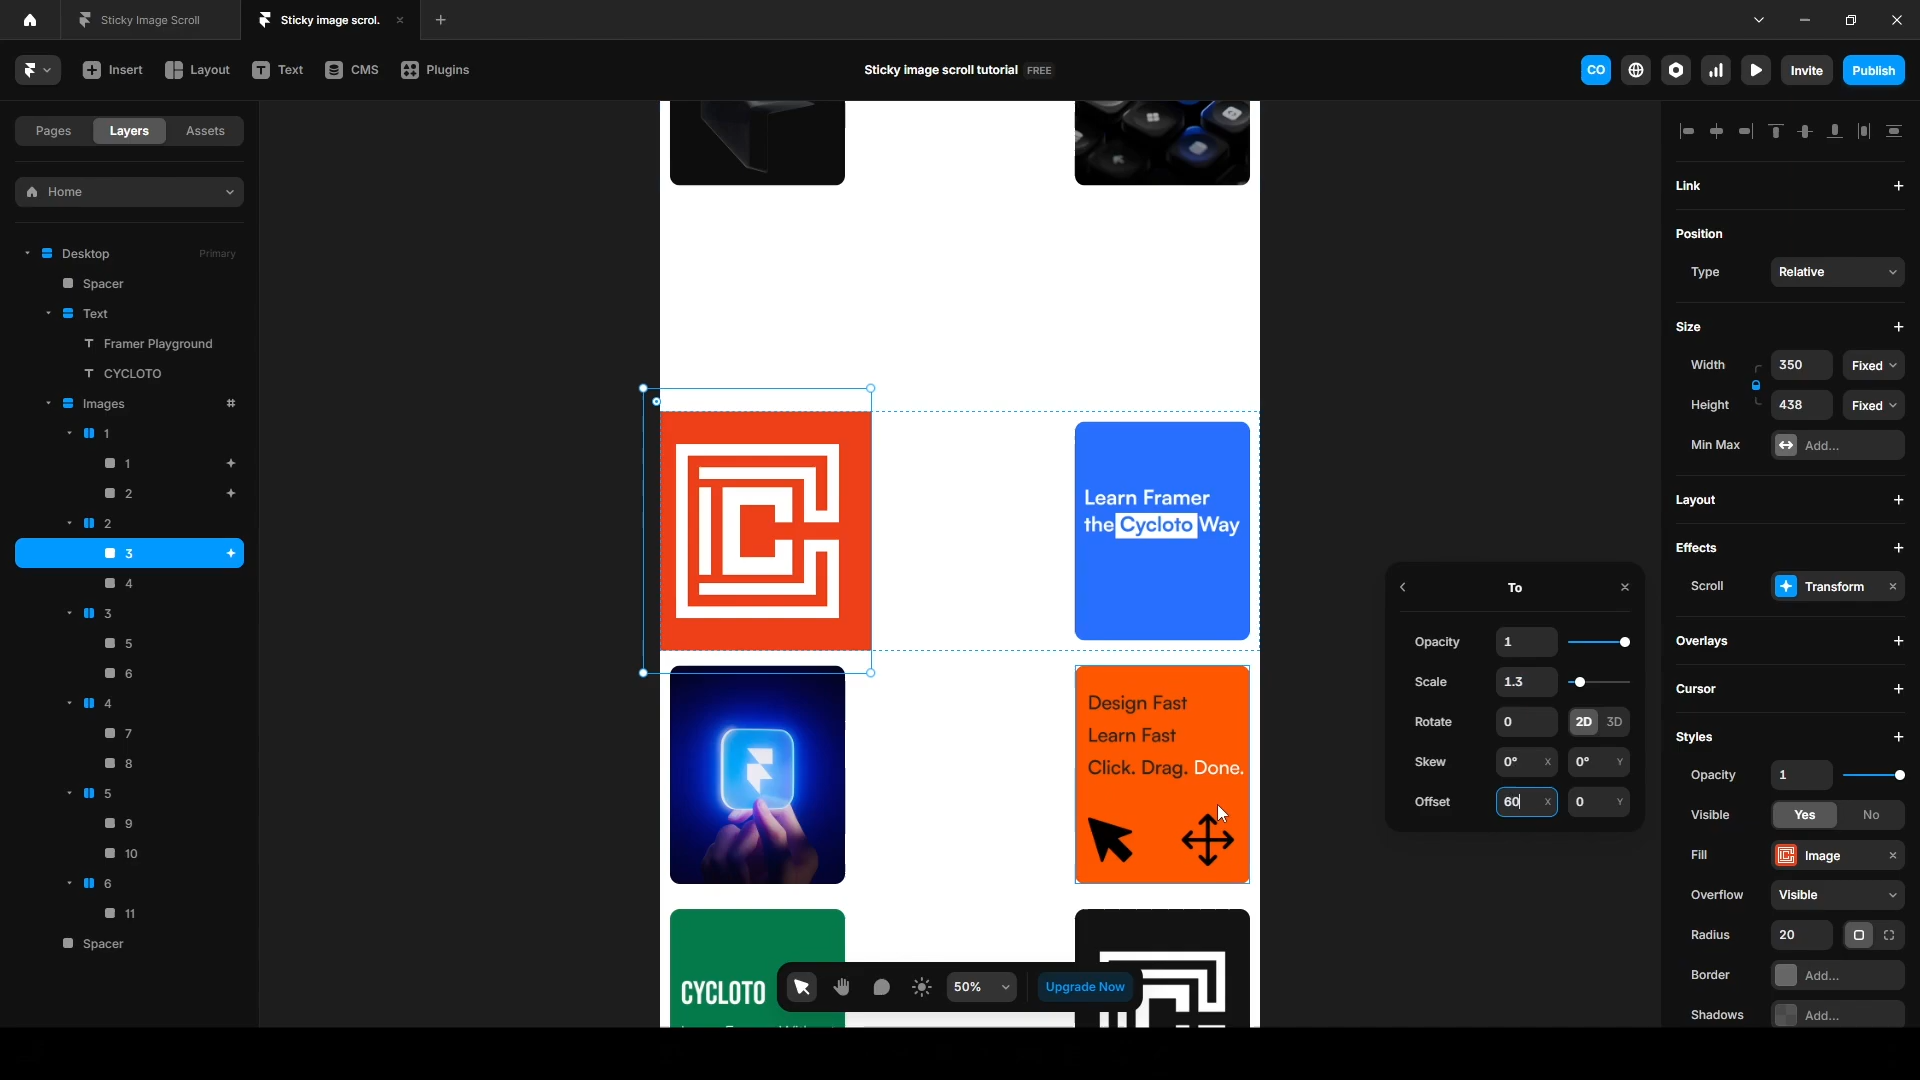 Sticky Image Scroll
Sticky image scrol.
Insert
Layout
Text
CMS
Plugins
Sticky image scroll tutorial FREE
CO
Invite
Publish
Pages
Layers
Assets
Home
Desktop
Primary
Spacer
Text
Framer Playground
CYCLOTO
Images
1
1
2
2
3
4
3
5
6
4
7
8
5
9
10
6
11
Spacer
Learn Framer
the Cycloto Way
Design Fast
Learn Fast
Click. Drag. Done.
CYCLOTO
50%
Upgrade Now
To
Opacity 1
Scale 1.3
Rotate 0 2D 3D
Skew 0° X 0° Y
Offset 60 X 0 Y
Link
Position
Type Relative
Size
Width 350 Fixed
Height 438 Fixed
Min Max Add...
Layout
Effects
Scroll Transform
Overlays
Cursor
Styles
Opacity 1
Visible Yes No
Fill Image
Overflow Visible
Radius 20
Border Add...
Shadows Add...